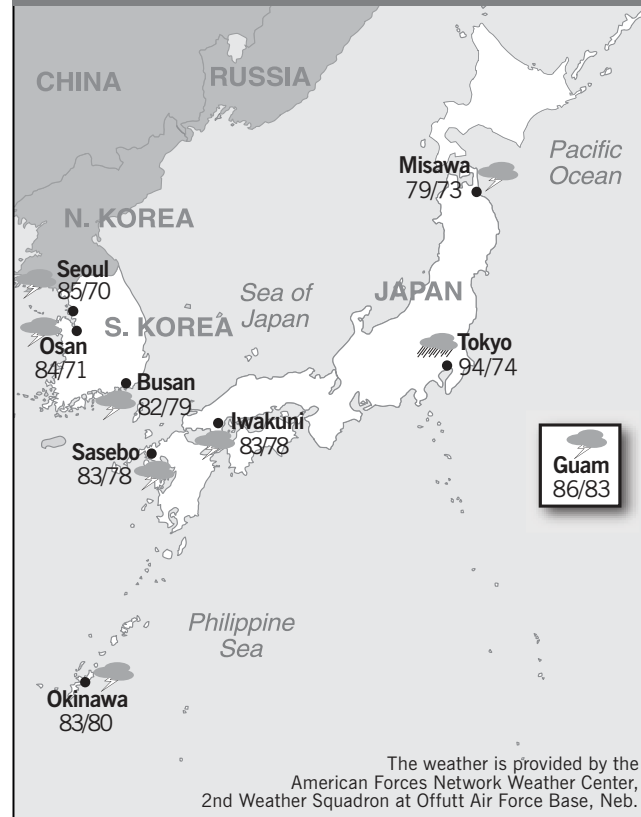 CHINA
RUSSIA
Pacific
Ocean
Misawa
79/73
N. KOREA
Seoul
85/70
Sea of
Japan
JAPAN
S. KOREA
Osan
84/71
Tokyo
94/74
Busan
82/79
Iwakuni
83/78
Sasebo
83/78
Guam
86/83
Philippine
Sea
Okinawa
83/80
The weather is provided by the
American Forces Network Weather Center,
2nd Weather Squadron at Offutt Air Force Base, Neb.